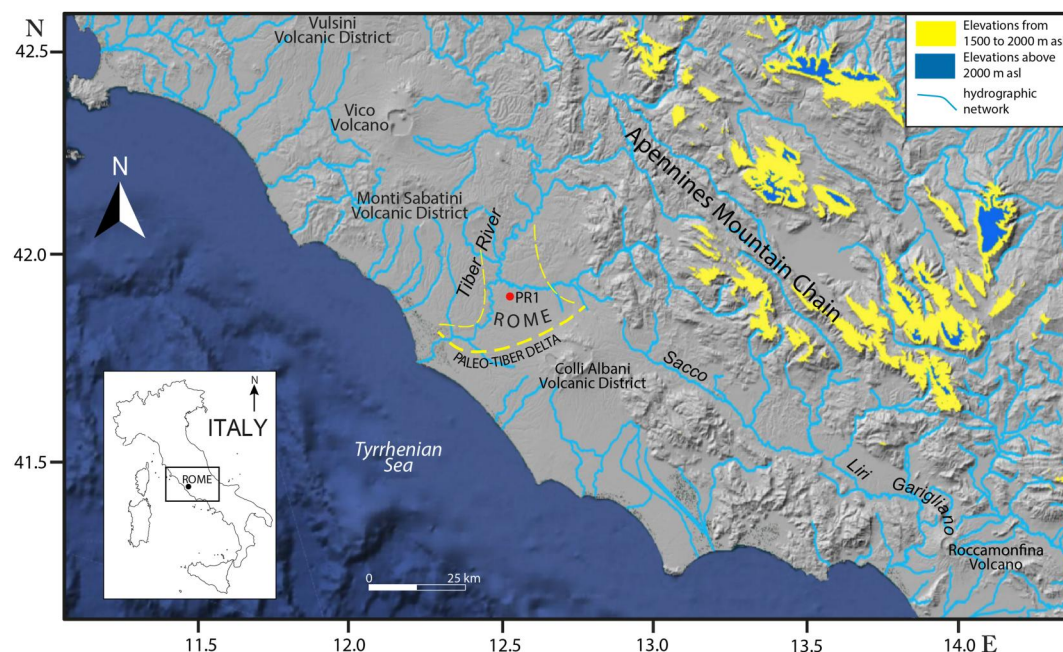 N
42.5
42.0
41.5
11.5
12.0
12.5
13.0
13.5
14.0
E
Vulsini
Volcanic District
Vico
Volcano
Monti Sabatini
Volcanic District
N
Tiber River
Apennines Mountain Chain
PR1
ROME
PALEO-TIBER DELTA
Colli Albani
Volcanic District
Sacco
Liri
Garigliano
Roccamonfina
Volcano
Tyrrhenian
Sea
0
25 km
N
ITALY
ROME
Elevations from
1500 to 2000 m as
Elevations above
2000 m asl
hydrographic
network